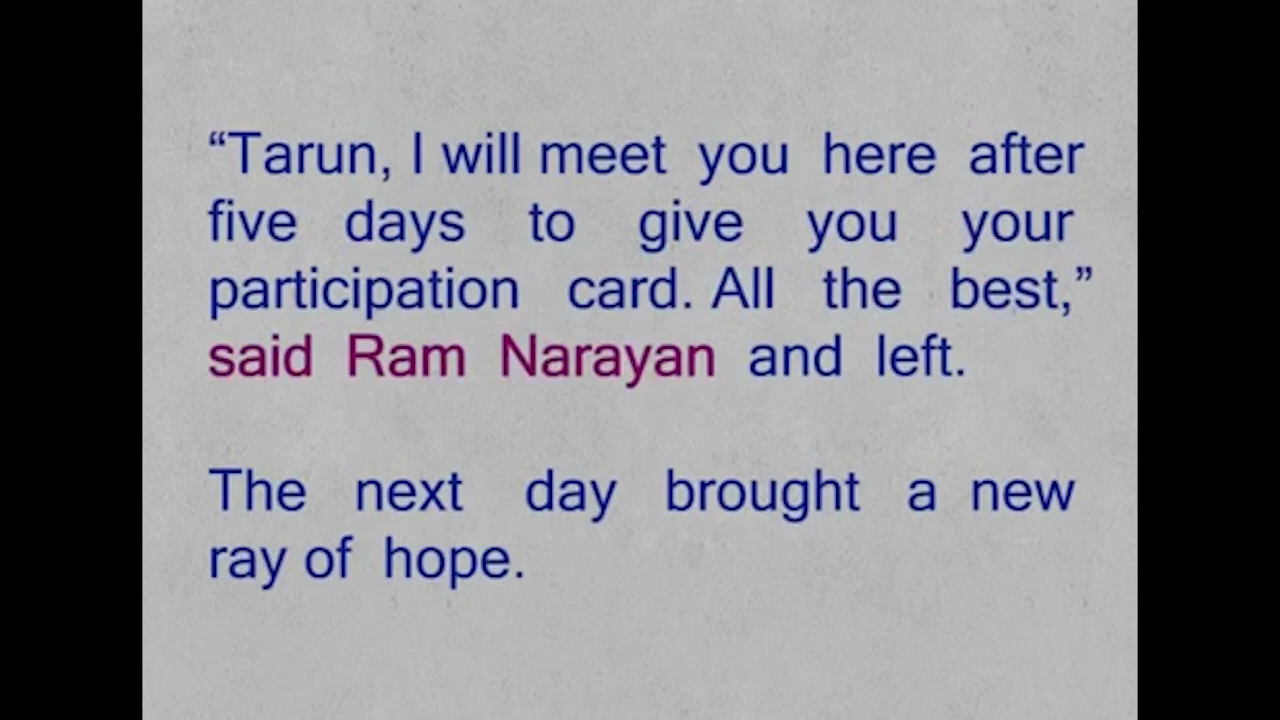 “Tarun, I will meet you here after
five days to give you your
participation card. All the best,”
said Ram Narayan and left.
The next day brought a new
ray of hope.